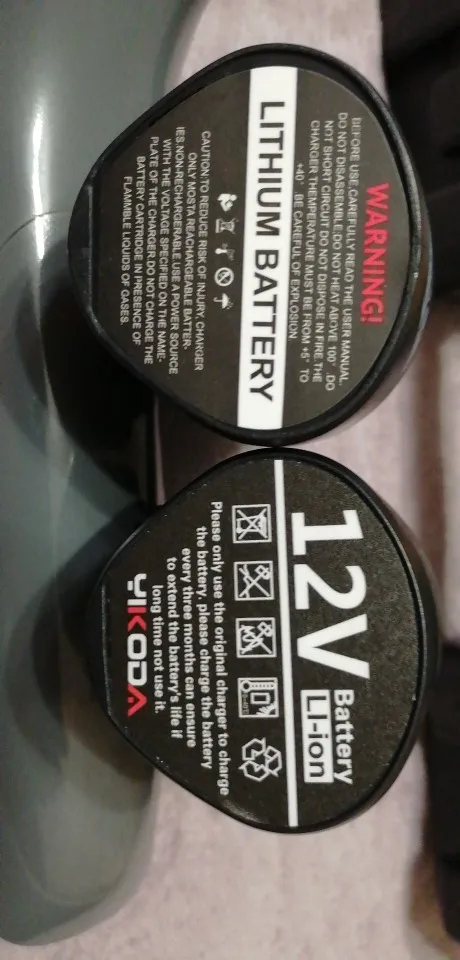 WARNING!
BEFORE USE,CAREFULLY READ THE USER MANUAL.
DO NOT DISASSEMBLE;DO NOT HEAT ABOVE 100° .DO
NOT SHORT CIRCUIT DO NOT DISPOSE IN FIRE.THE
CHARGER THEMPERATURE MUST BE FROM +5° TO
+40° BE CAREFUL OF EXPLOSION
LITHIUM BATTERY
CAUTION:TO REDUCE RISK OF INJURY, CHARGER
ONLY MOSTA REACHARGEABLE BATTER-
IES.NON-RECHARGERABLE USE A POWER SOURCE
WITH THE VOLTAGE SPECIFIED ON THE NAME-
PLATE OF THE CHARGER.DO NOT CHARGE THE
BATTERY CARTRIDGE IN PRESENCE OF
FLAMMBLE LIQUIDS OF GASES.
12V Battery
LI-ion
Please only use the original charger to charge
the battery, please charge the battery
every three months can ensure
to extend the battery's life if
long time not use it.
YIKODA